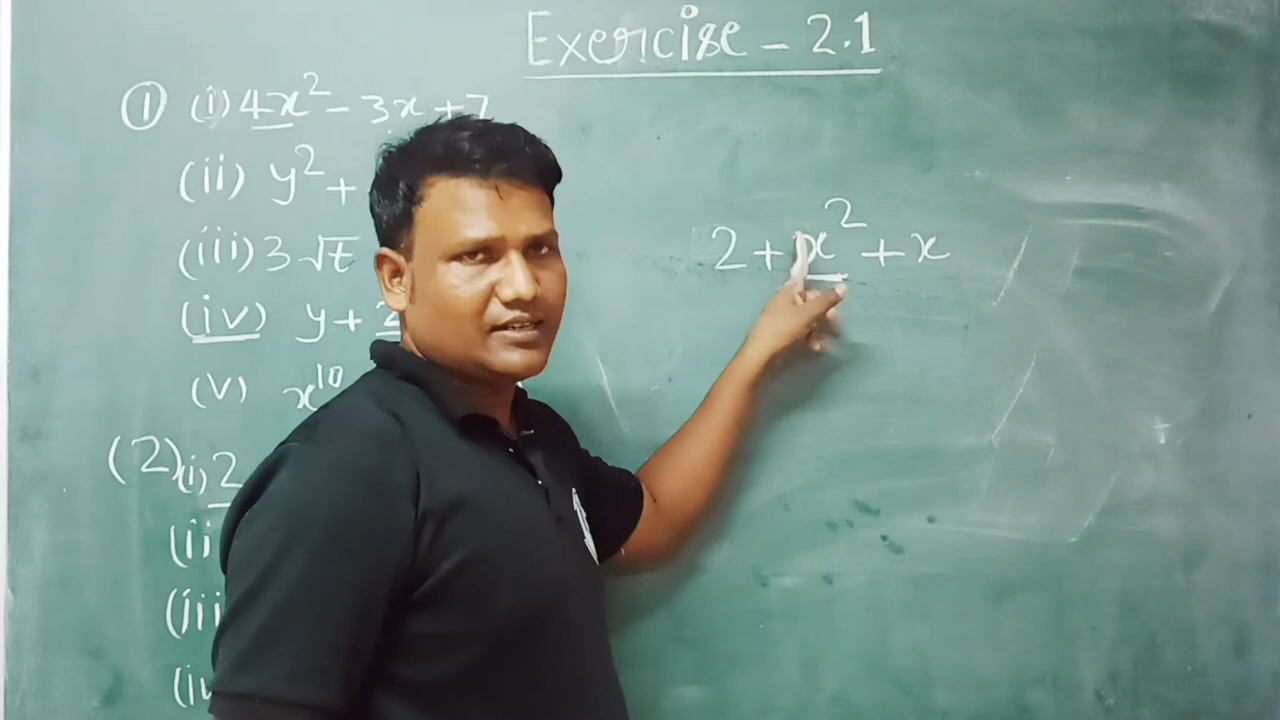 Exercise - 2.1
① (i) 4x² - 3x + 7
(ii) y² +
(iii) 3 √t
(iv) y + 2
(v) x¹⁰
(2) (i) 2
(ii
(iii
(iv
2 + x² + x